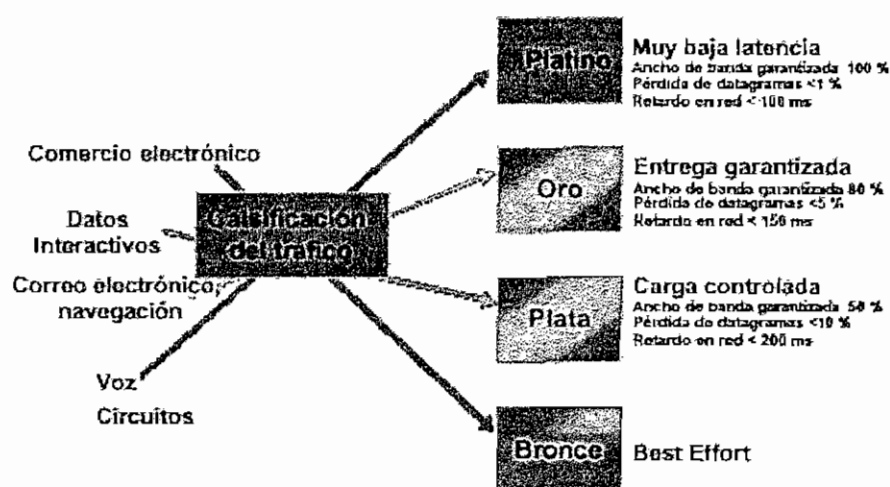 Comercio electrónico
Datos
Interactivos
Correo electrónico,
navegación
Voz
Circuitos
Calsificación
del tráfico
Platino
Muy baja latencia
Ancho de banda garantizada 100 %
Pérdida de datagramas <1 %
Retardo en red < 100 ms
Oro
Entrega garantizada
Ancho de banda garantizada 80 %
Pérdida de datagramas <5 %
Retardo en red < 150 ms
Plata
Carga controlada
Ancho de banda garantizada 50 %
Pérdida de datagramas <10 %
Retardo en red < 200 ms
Bronce
Best Effort